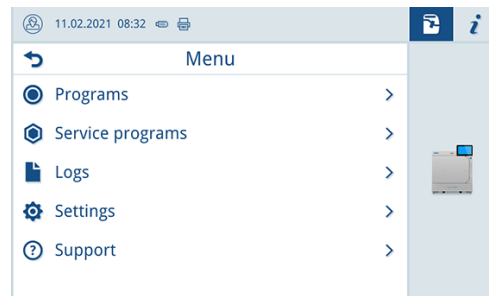 11.02.2021 08:32
i
Menu
Programs
Service programs
Logs
Settings
Support